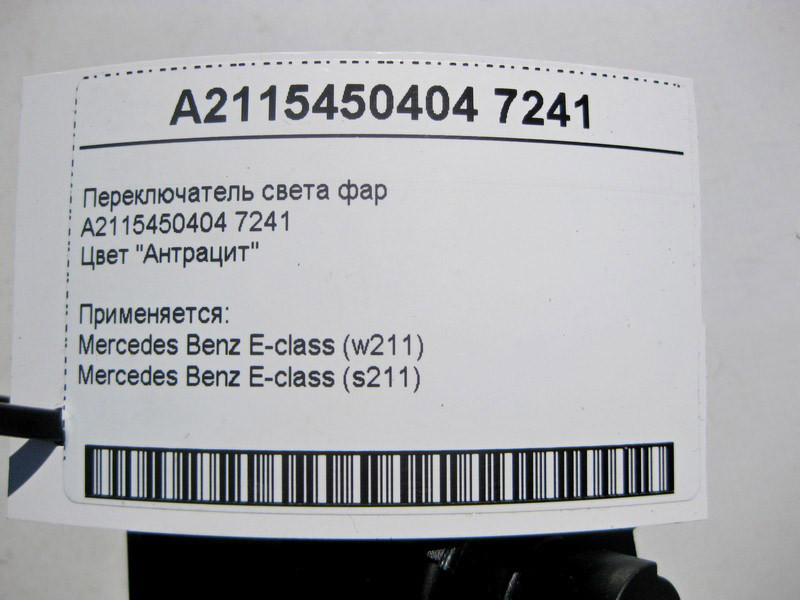 A2115450404 7241
Переключатель света фар
A2115450404 7241
Цвет "Антрацит"
Применяется:
Mercedes Benz E-class (w211)
Mercedes Benz E-class (s211)